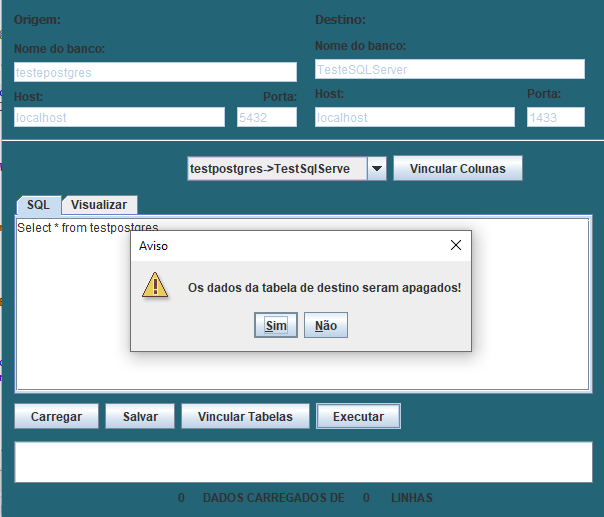 Origem:
Destino:
Nome do banco:
Nome do banco:
testepostgres
TesteSQLServer
Host:
Porta:
Host:
Porta:
localhost
5432
localhost
1433
testpostgres->TestSqlServe
Vincular Colunas
SQL
Visualizar
Select * from testpostgres
Aviso
Os dados da tabela de destino seram apagados!
Sim
Não
Carregar
Salvar
Vincular Tabelas
Executar
0 DADOS CARREGADOS DE 0 LINHAS